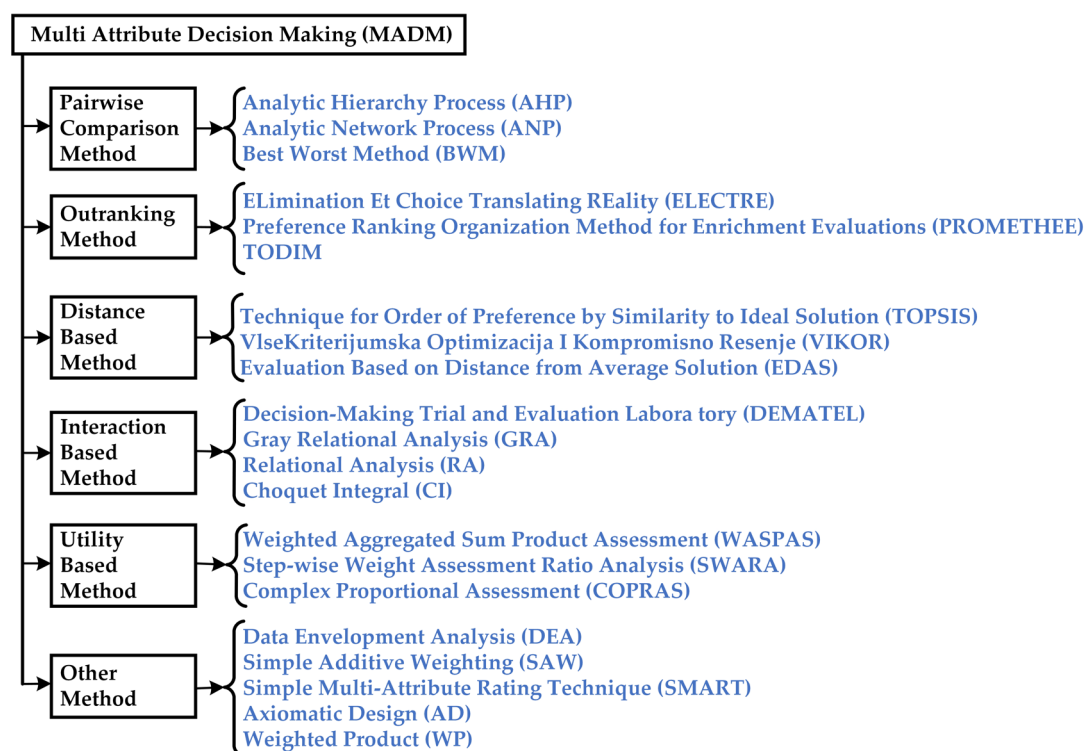 Multi Attribute Decision Making (MADM)
Pairwise
Comparison
Method
Analytic Hierarchy Process (AHP)
Analytic Network Process (ANP)
Best Worst Method (BWM)
Outranking
Method
ELimination Et Choice Translating REality (ELECTRE)
Preference Ranking Organization Method for Enrichment Evaluations (PROMETHEE)
TODIM
Distance
Based
Method
Technique for Order of Preference by Similarity to Ideal Solution (TOPSIS)
VlseKriterijumska Optimizacija I Kompromisno Resenje (VIKOR)
Evaluation Based on Distance from Average Solution (EDAS)
Interaction
Based
Method
Decision-Making Trial and Evaluation Labora tory (DEMATEL)
Gray Relational Analysis (GRA)
Relational Analysis (RA)
Choquet Integral (CI)
Utility
Based
Method
Weighted Aggregated Sum Product Assessment (WASPAS)
Step-wise Weight Assessment Ratio Analysis (SWARA)
Complex Proportional Assessment (COPRAS)
Other
Method
Data Envelopment Analysis (DEA)
Simple Additive Weighting (SAW)
Simple Multi-Attribute Rating Technique (SMART)
Axiomatic Design (AD)
Weighted Product (WP)